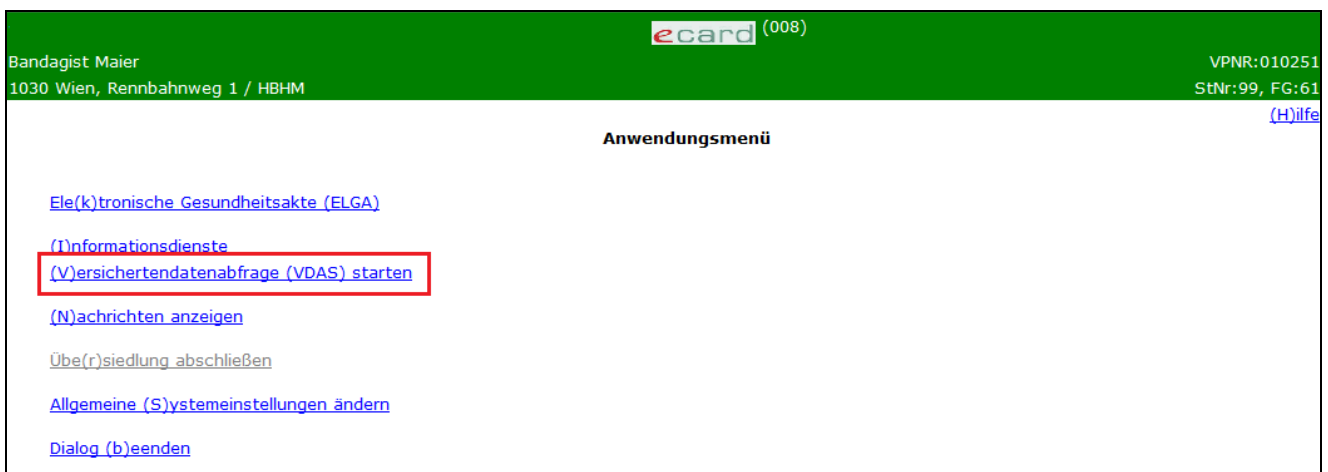 ecard (008)
Bandagist Maier VPNR:010251
1030 Wien, Rennbahnweg 1 / HBHM StNr:99, FG:61
(H)ilfe
Anwendungsmenü
Ele(k)tronische Gesundheitsakte (ELGA)
(I)nformationsdienste
(V)ersichertendatenabfrage (VDAS) starten
(N)achrichten anzeigen
Übe(r)siedlung abschließen
Allgemeine (S)ystemeinstellungen ändern
Dialog (b)eenden